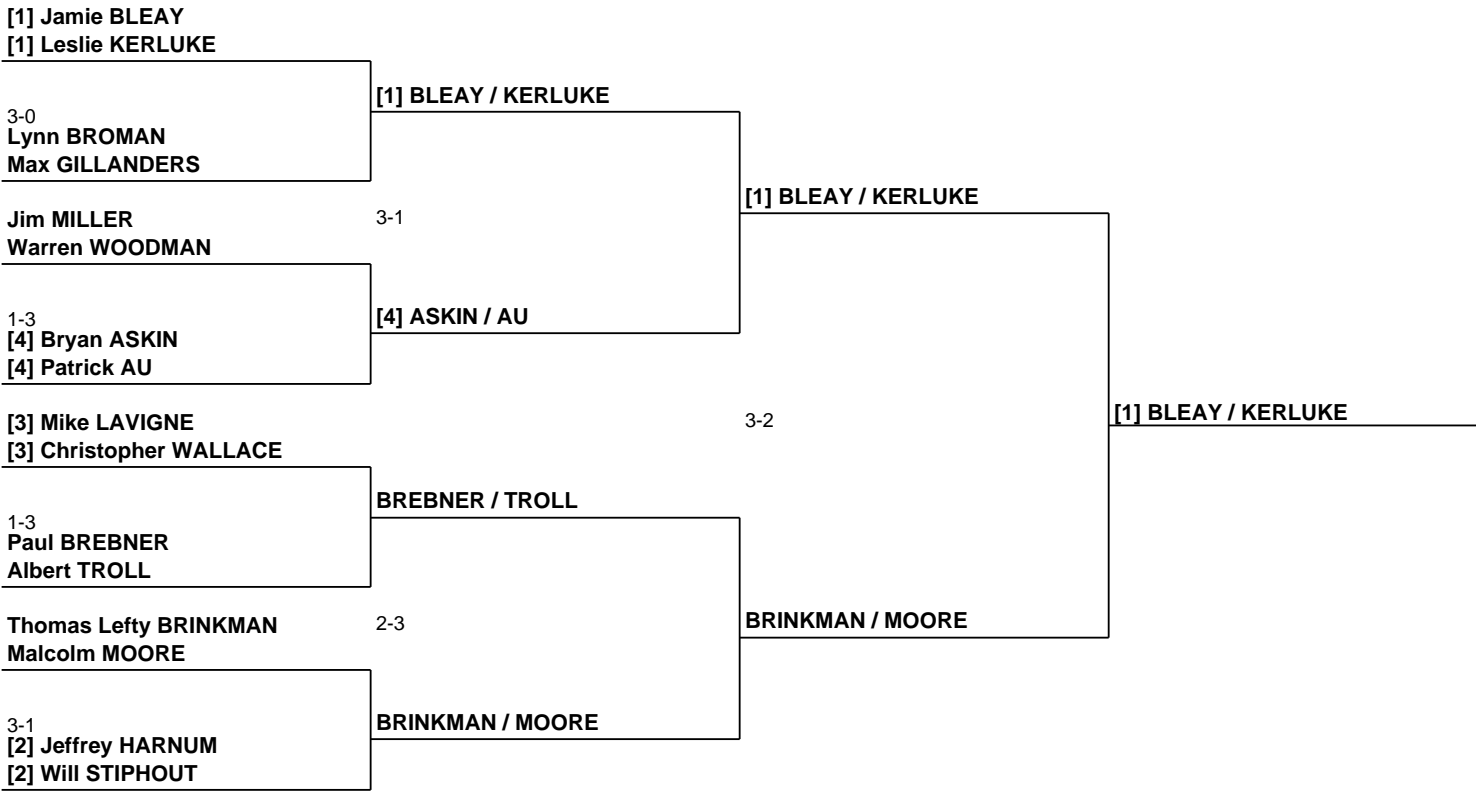 [1] Jamie BLEAY
[1] Leslie KERLUKE
3-0
Lynn BROMAN
Max GILLANDERS
Jim MILLER
Warren WOODMAN
1-3
[4] Bryan ASKIN
[4] Patrick AU
[3] Mike LAVIGNE
[3] Christopher WALLACE
1-3
Paul BREBNER
Albert TROLL
Thomas Lefty BRINKMAN
Malcolm MOORE
3-1
[2] Jeffrey HARNUM
[2] Will STIPHOUT
[1] BLEAY / KERLUKE
3-1
[4] ASKIN / AU
BREBNER / TROLL
2-3
BRINKMAN / MOORE
[1] BLEAY / KERLUKE
3-2
BRINKMAN / MOORE
[1] BLEAY / KERLUKE